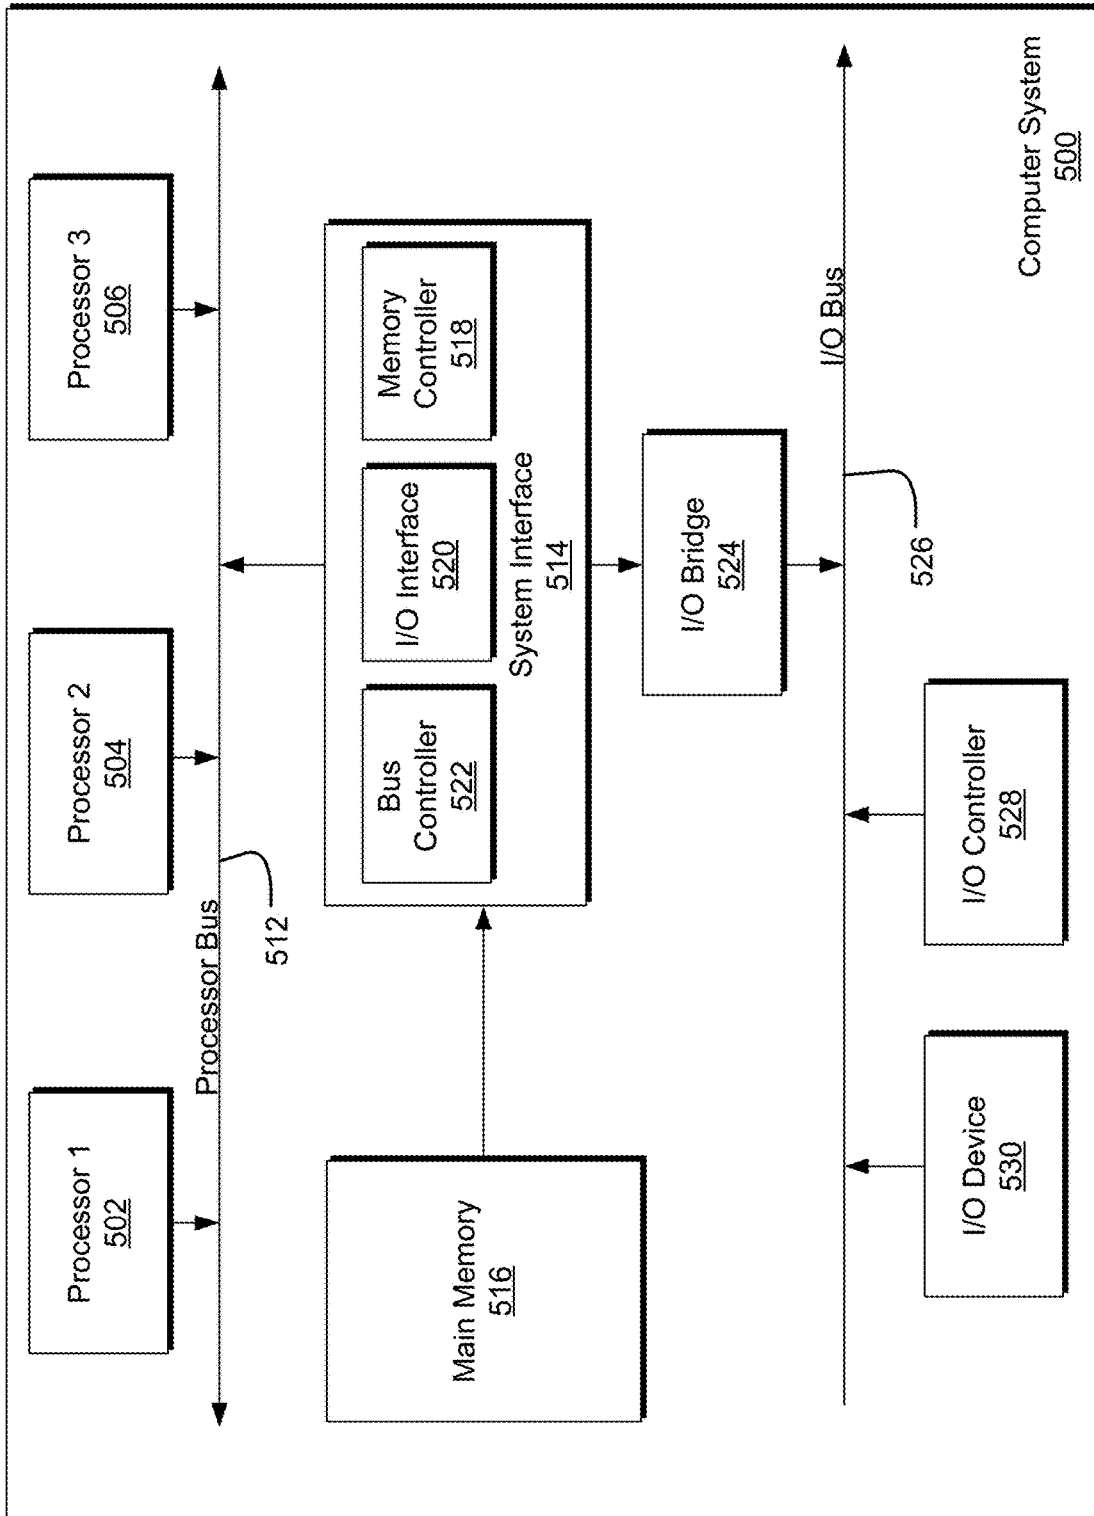 Processor 1
502
Processor 2
504
Processor 3
506
Processor Bus
512
Main Memory
516
Bus
Controller
522
I/O Interface
520
Memory
Controller
518
System Interface
514
I/O Bridge
524
I/O Bus
526
I/O Device
530
I/O Controller
528
Computer System
500